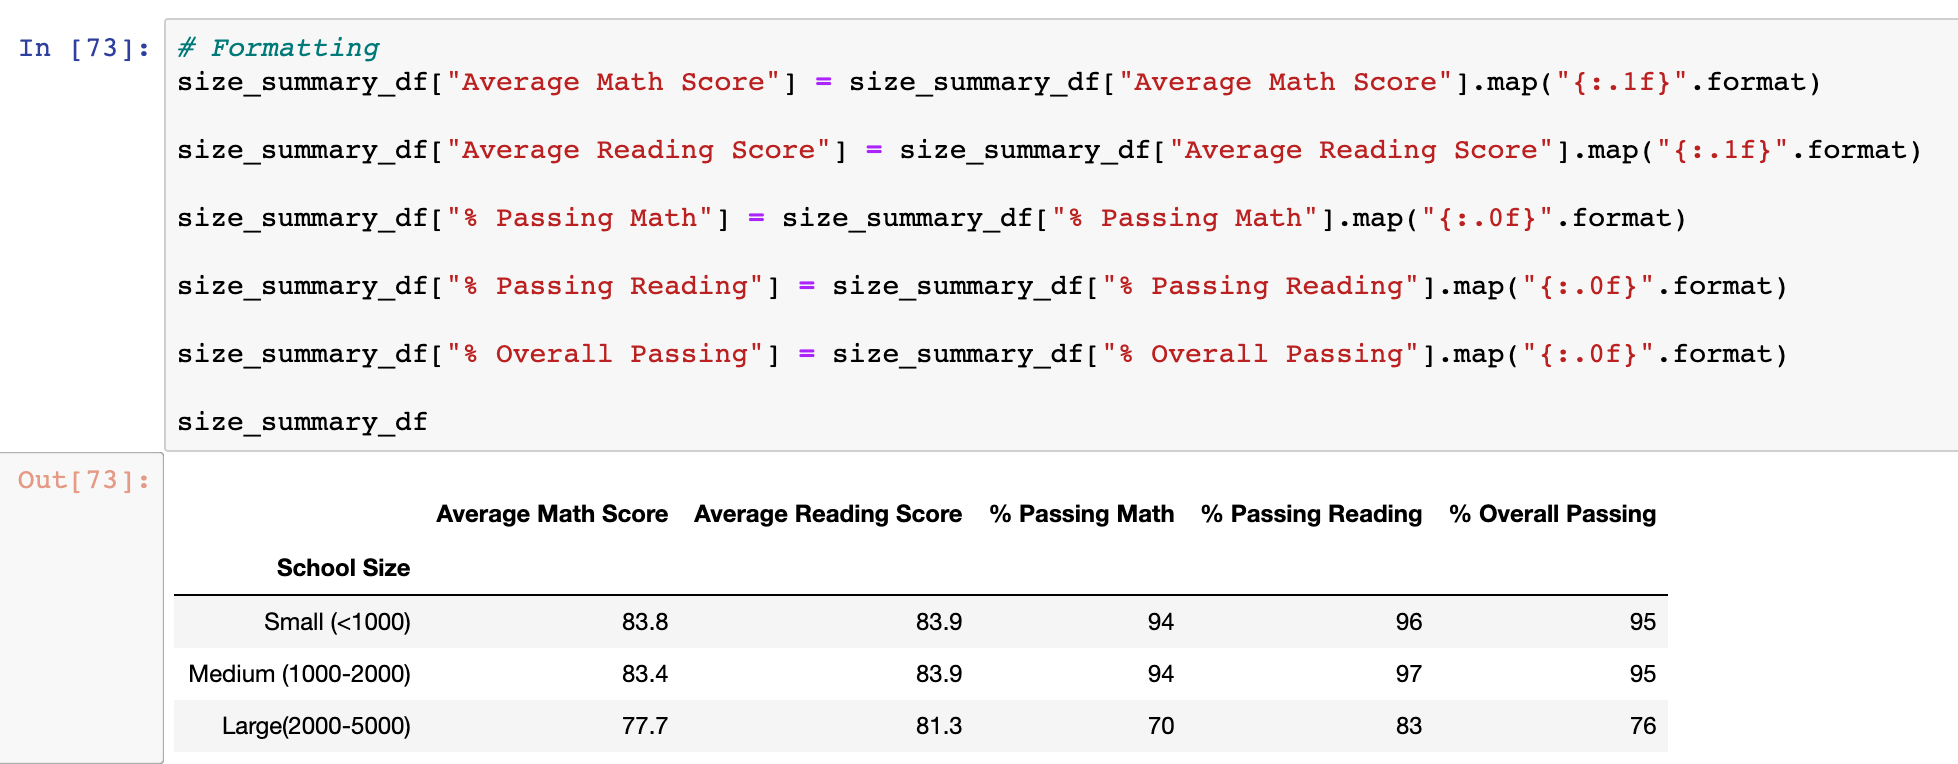 In [73]: # Formatting
size_summary_df["Average Math Score"] = size_summary_df["Average Math Score"].map("{:.1f}".format)
size_summary_df["Average Reading Score"] = size_summary_df["Average Reading Score"].map("{:.1f}".format)
size_summary_df["% Passing Math"] = size_summary_df["% Passing Math"].map("{:.0f}".format)
size_summary_df["% Passing Reading"] = size_summary_df["% Passing Reading"].map("{:.0f}".format)
size_summary_df["% Overall Passing"] = size_summary_df["% Overall Passing"].map("{:.0f}".format)
size_summary_df
Out[73]:
Average Math Score Average Reading Score % Passing Math % Passing Reading % Overall Passing
School Size
Small (<1000) 83.8 83.9 94 96 95
Medium (1000-2000) 83.4 83.9 94 97 95
Large(2000-5000) 77.7 81.3 70 83 76